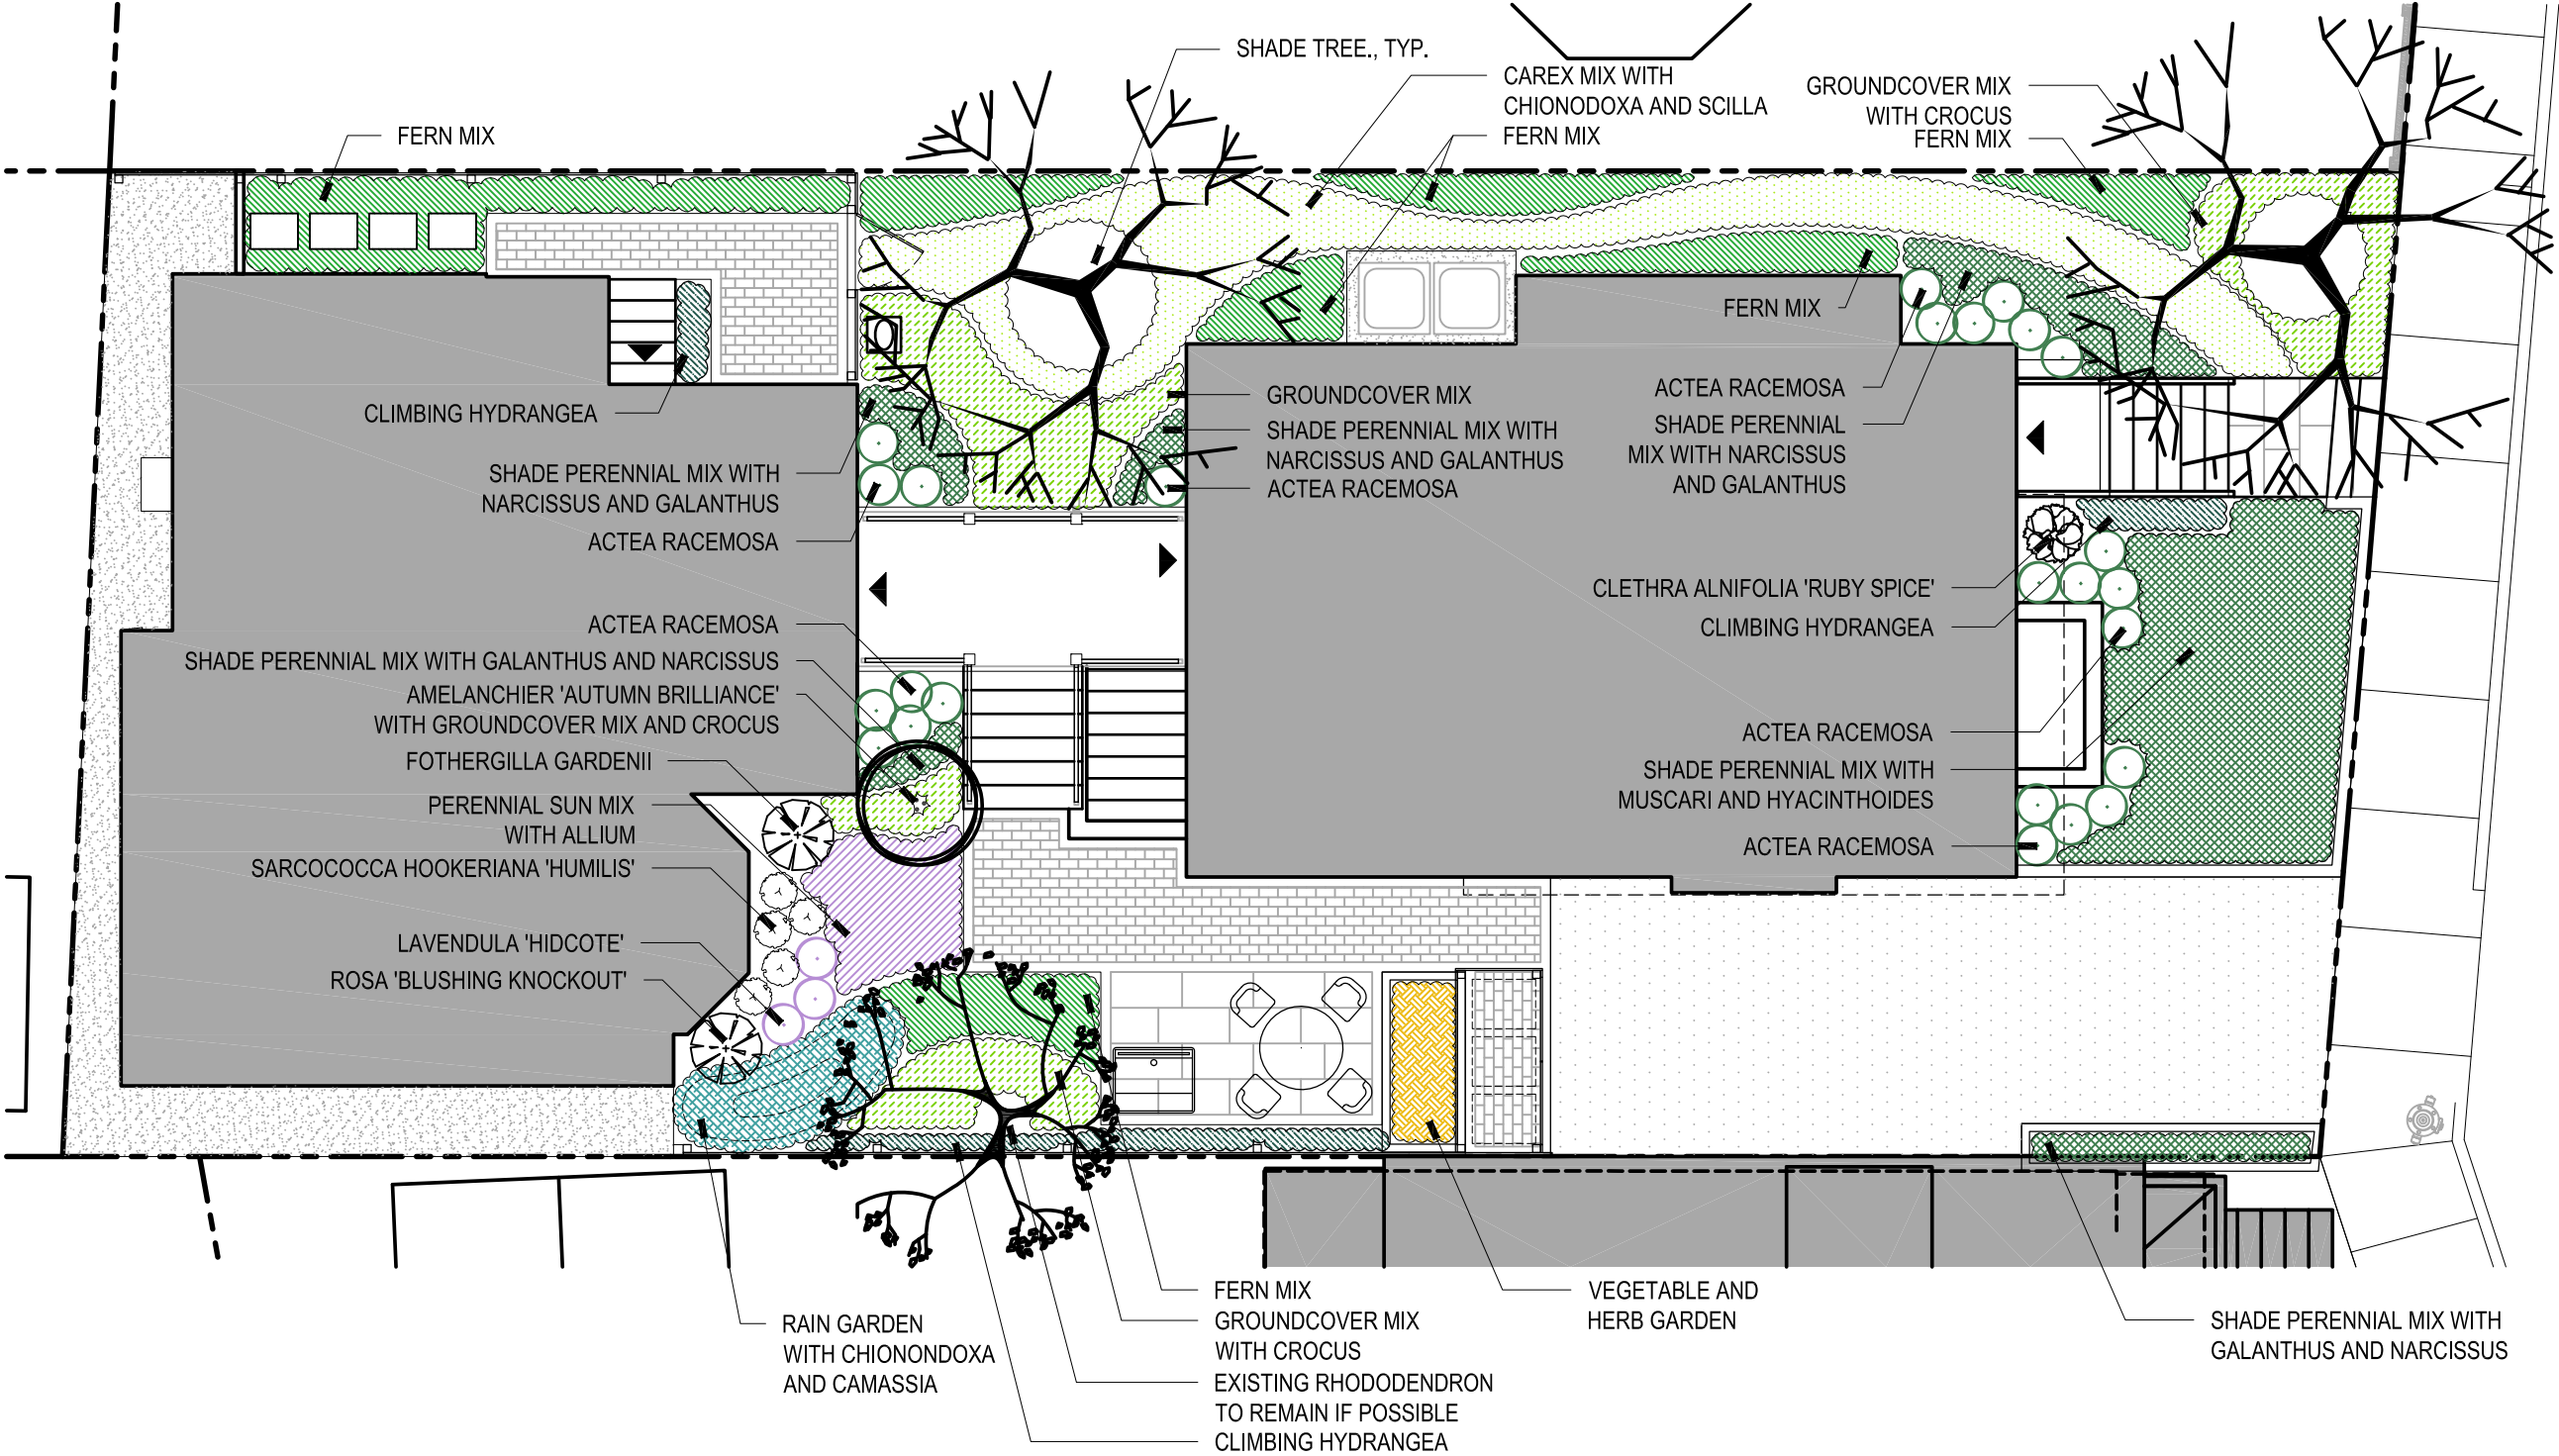 SHADE TREE., TYP.
CAREX MIX WITH
CHIONODOXA AND SCILLA
FERN MIX
GROUNDCOVER MIX
WITH CROCUS
FERN MIX
FERN MIX
FERN MIX
CLIMBING HYDRANGEA
SHADE PERENNIAL MIX WITH
NARCISSUS AND GALANTHUS
ACTEA RACEMOSA
GROUNDCOVER MIX
SHADE PERENNIAL MIX WITH
NARCISSUS AND GALANTHUS
ACTEA RACEMOSA
ACTEA RACEMOSA
SHADE PERENNIAL
MIX WITH NARCISSUS
AND GALANTHUS
ACTEA RACEMOSA
SHADE PERENNIAL MIX WITH GALANTHUS AND NARCISSUS
AMELANCHIER 'AUTUMN BRILLIANCE'
WITH GROUNDCOVER MIX AND CROCUS
FOTHERGILLA GARDENII
PERENNIAL SUN MIX
WITH ALLIUM
SARCOCOCCA HOOKERIANA 'HUMILIS'
LAVENDULA 'HIDCOTE'
ROSA 'BLUSHING KNOCKOUT'
CLETHRA ALNIFOLIA 'RUBY SPICE'
CLIMBING HYDRANGEA
ACTEA RACEMOSA
SHADE PERENNIAL MIX WITH
MUSCARI AND HYACINTHOIDES
ACTEA RACEMOSA
RAIN GARDEN
WITH CHIONONDOXA
AND CAMASSIA
FERN MIX
GROUNDCOVER MIX
WITH CROCUS
EXISTING RHODODENDRON
TO REMAIN IF POSSIBLE
CLIMBING HYDRANGEA
VEGETABLE AND
HERB GARDEN
SHADE PERENNIAL MIX WITH
GALANTHUS AND NARCISSUS